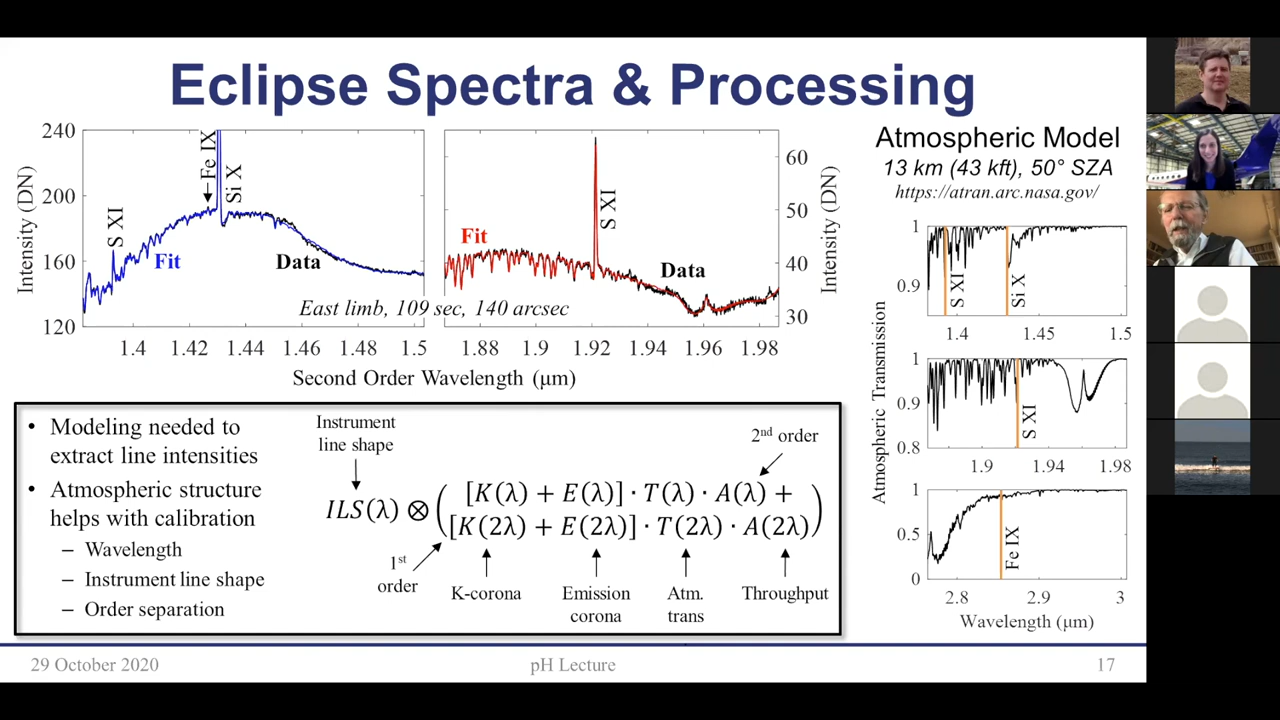 Eclipse Spectra & Processing
240
200
160
120
Intensity (DN)
S XI
Fe IX
Si X
Fit
Data
1.4
1.42
1.44
1.46
1.48
1.5
S XI
Fit
Data
60
50
40
30
Intensity (DN)
1.88
1.9
1.92
1.94
1.96
1.98
East limb, 109 sec, 140 arcsec
Second Order Wavelength (μm)
Atmospheric Model
13 km (43 kft), 50° SZA
https://atran.arc.nasa.gov/
Atmospheric Transmission
1
0.9
S XI
Si X
1.4
1.45
1.5
1
0.9
0.8
S XI
1.9
1.94
1.98
1
0.5
0
Fe IX
2.8
2.9
3
Wavelength (μm)
• Modeling needed to
extract line intensities
• Atmospheric structure
helps with calibration
– Wavelength
– Instrument line shape
– Order separation
Instrument
line shape
2nd order
ILS(λ) ⊗ ([K(λ) + E(λ)] · T(λ) · A(λ) +
[K(2λ) + E(2λ)] · T(2λ) · A(2λ))
1st
order
K-corona
Emission
corona
Atm.
trans
Throughput
29 October 2020
pH Lecture
17